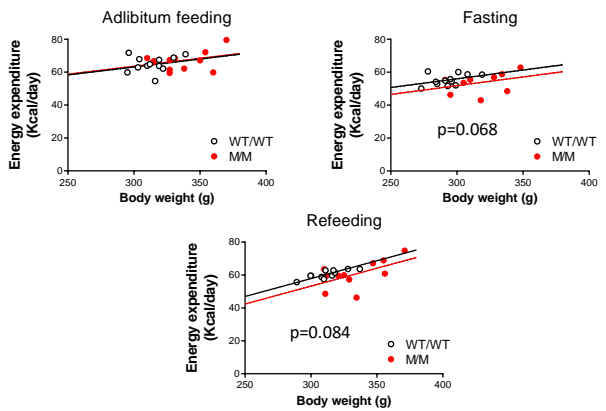 Adlibitum feeding
Energy expenditure
(Kcal/day)
80
60
40
20
0
WT/WT
M/M
250
300
350
400
Body weight (g)
Fasting
Energy expenditure
(Kcal/day)
80
60
40
20
0
p=0.068
WT/WT
M/M
250
300
350
400
Body weight (g)
Refeeding
Energy expenditure
(Kcal/day)
80
60
40
20
0
p=0.084
WT/WT
M/M
250
300
350
400
Body weight (g)